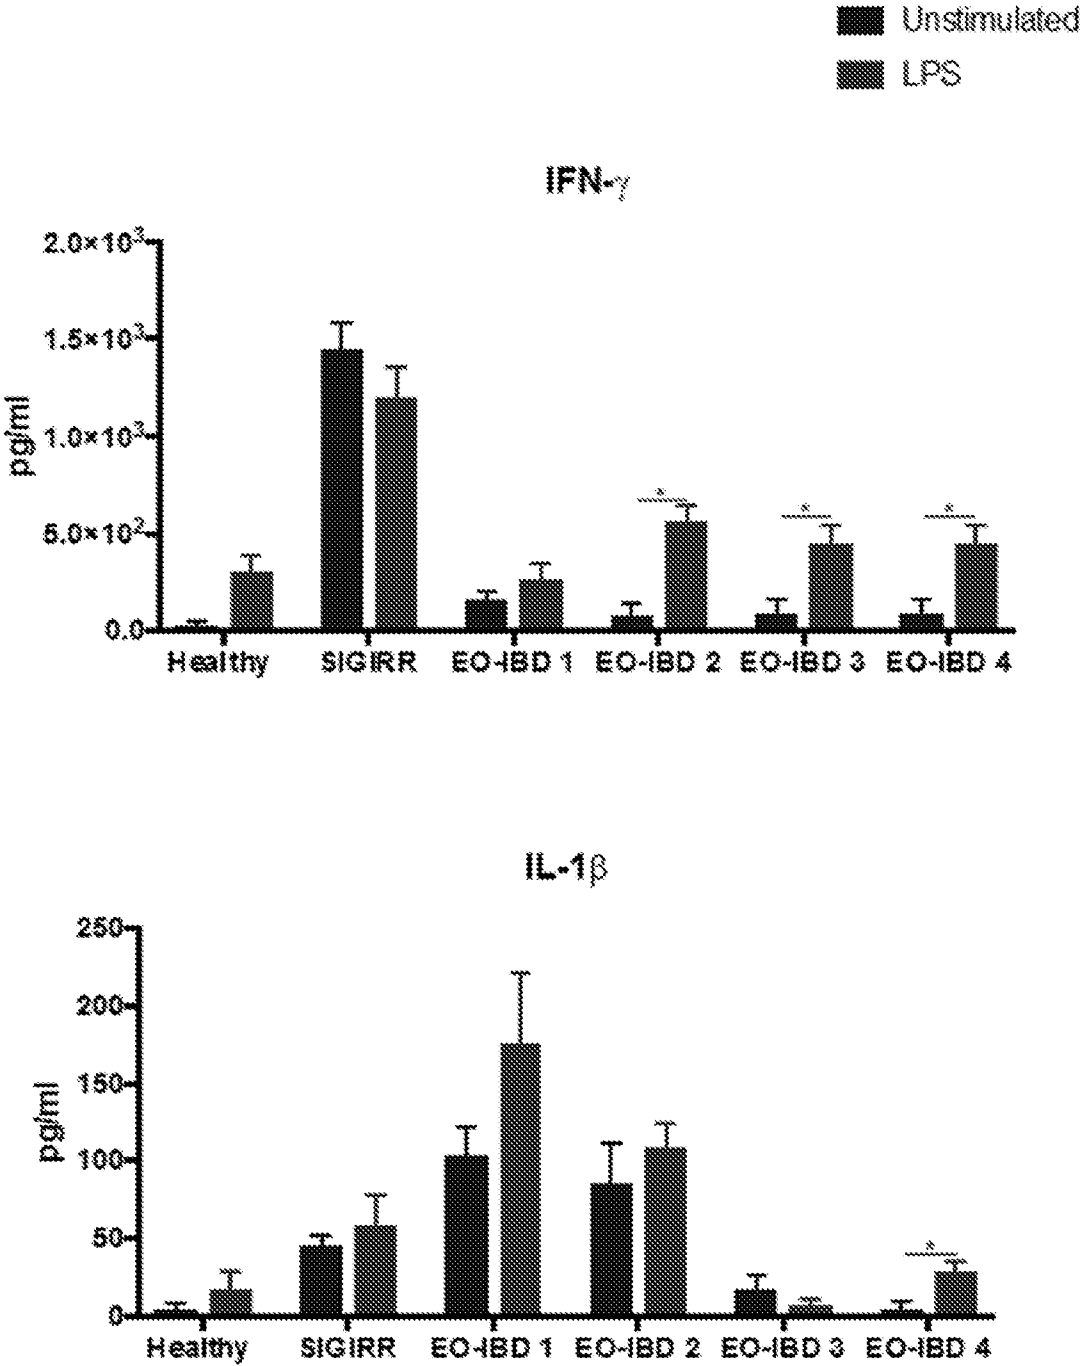 Unstimulated
LPS
IFN-γ
2.0×10³
1.5×10³
1.0×10³
5.0×10²
0.0
pg/ml
* * *
Healthy SIGIRR EO-IBD 1 EO-IBD 2 EO-IBD 3 EO-IBD 4
IL-1β
250
200
150
100
50
0
pg/ml
*
Healthy SIGIRR EO-IBD 1 EO-IBD 2 EO-IBD 3 EO-IBD 4